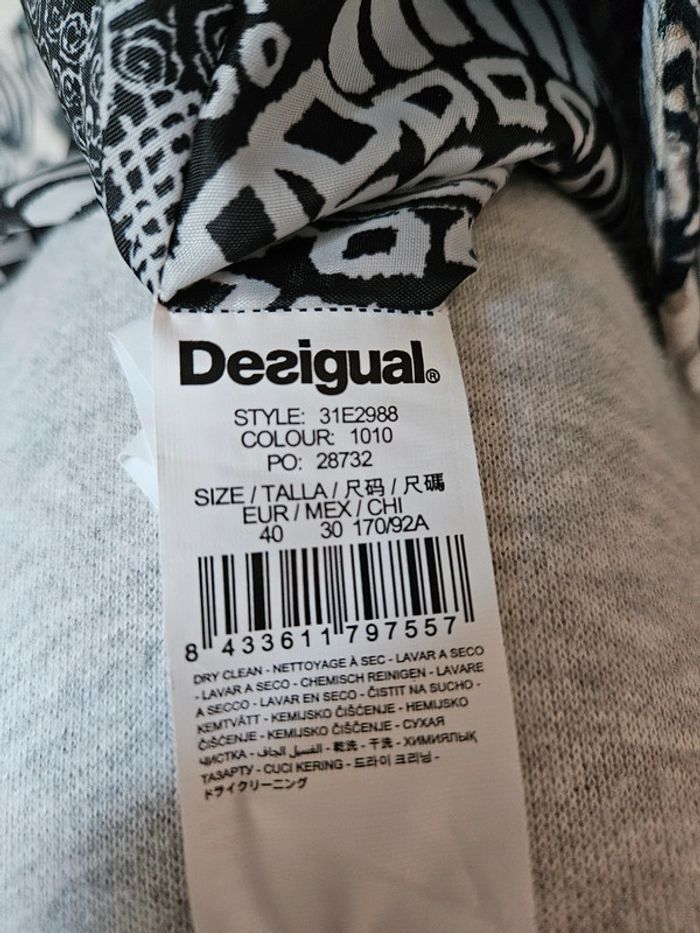 Desigual®
STYLE: 31E2988
COLOUR: 1010
PO: 28732
SIZE / TALLA / 尺码 / 尺碼
EUR / MEX / CHI
40 30 170/92A
8 433611 797557
DRY CLEAN - NETTOYAGE À SEC - LAVAR A SECO
- LAVAR A SECO - CHEMISCH REINIGEN - LAVARE
A SECCO - LAVAR EN SECO - ČISTIT NA SUCHO -
KEMTVÄTT - KEMIJSKO ČIŠČENJE - HEMIJSKO
ČIŠĆENJE - KEMIJSKO ČIŠĆENJE - СУХАЯ
ЧИСТКА - الغسيل الجاف - 乾洗 - 干洗 - ХИМИЯЛЫҚ
ТАЗАРТУ - CUCI KERING - 드라이 크리닝 -
ドライクリーニング